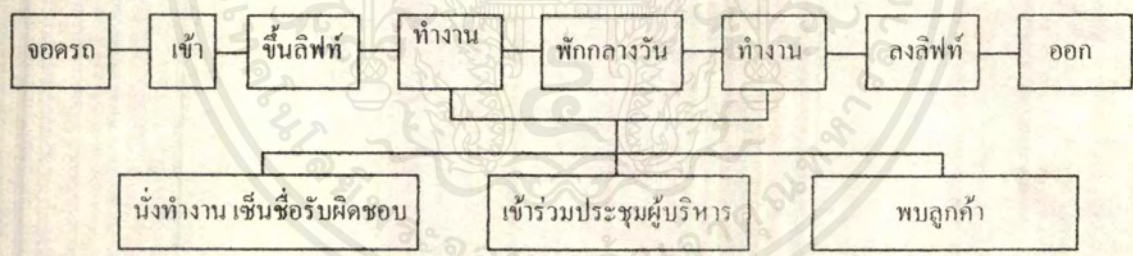 จอดรถ เข้า ขึ้นลิฟท์ ทำงาน พักกลางวัน ทำงาน ลงลิฟท์ ออก
นั่งทำงาน เซ็นชื่อรับผิดชอบ เข้าร่วมประชุมผู้บริหาร พบลูกค้า